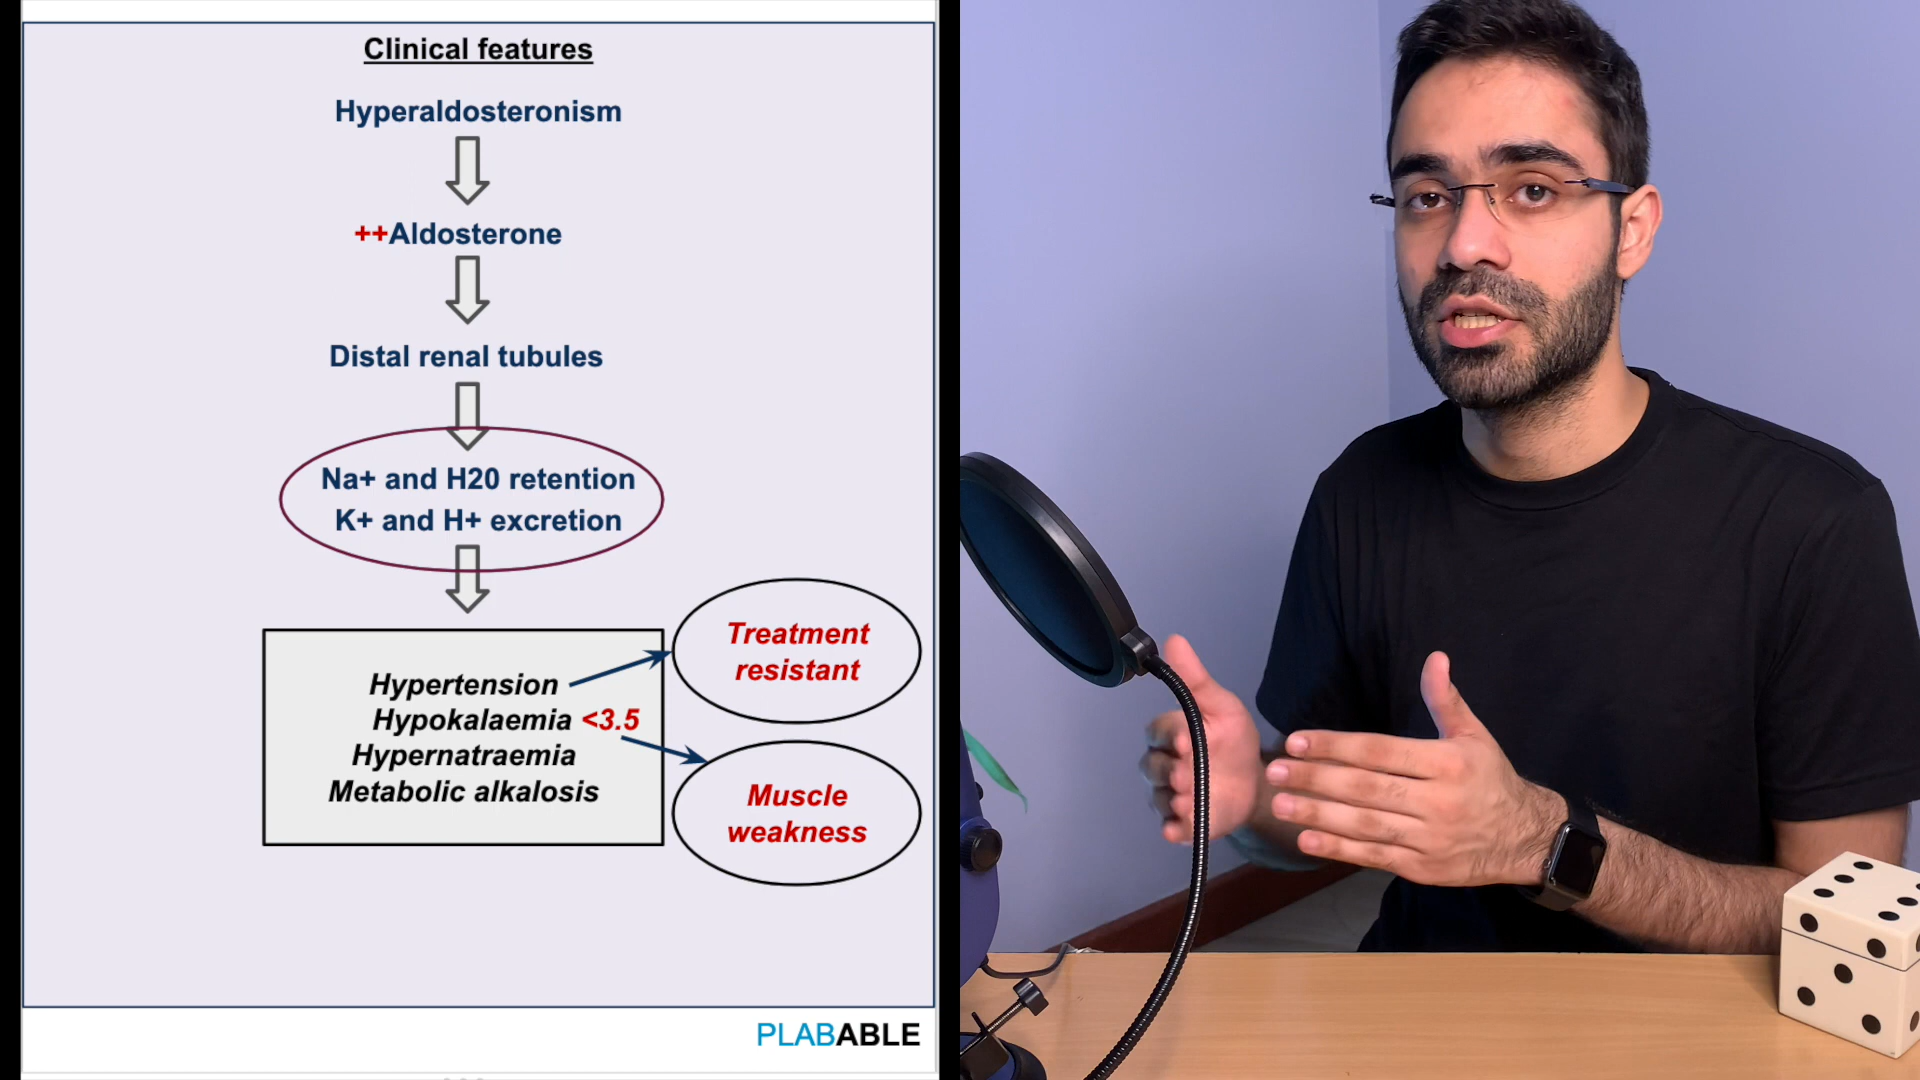 Clinical features
Hyperaldosteronism
++Aldosterone
Distal renal tubules
Na+ and H20 retention
K+ and H+ excretion
Hypertension
Hypokalaemia <3.5
Hypernatraemia
Metabolic alkalosis
Treatment
resistant
Muscle
weakness
PLABABLE